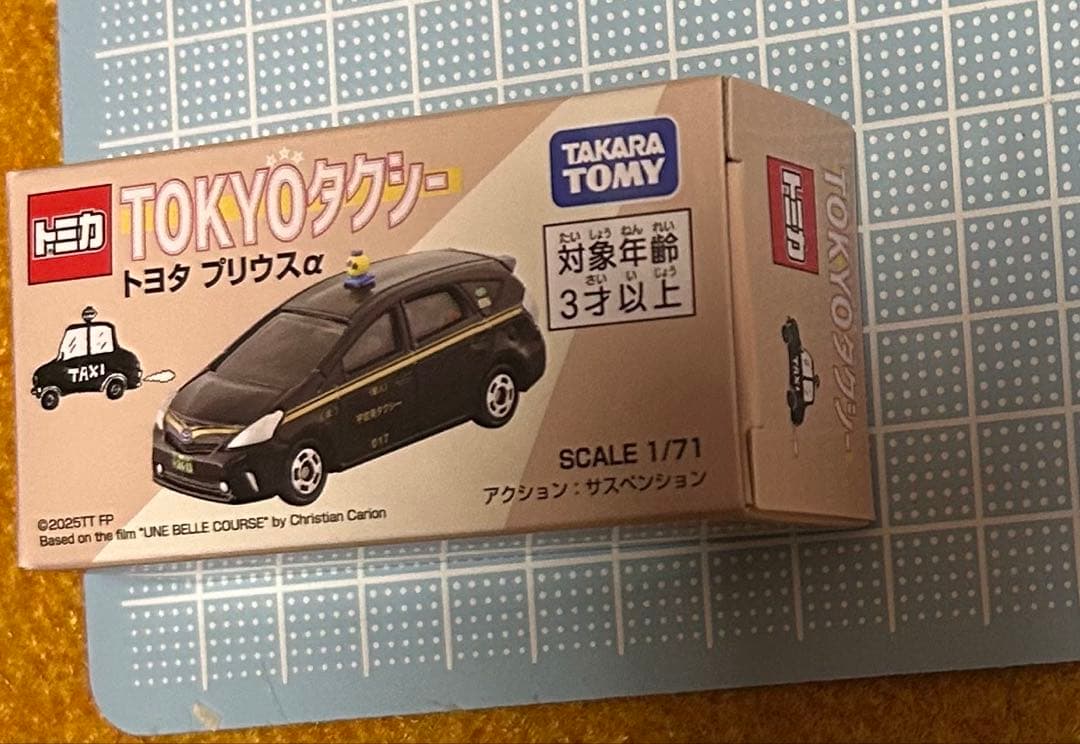 トミカ
TOKYOタクシー
トヨタ プリウスα
TAKARA
TOMY
たい しょう ねん れい
対象年齢
さい い じょう
3才以上
TAXI
017
SCALE 1/71
アクション：サスペンション
©2025TT FP
Based on the film "UNE BELLE COURSE" by Christian Carion
トミカ
TOKYOタクシー
TAXI